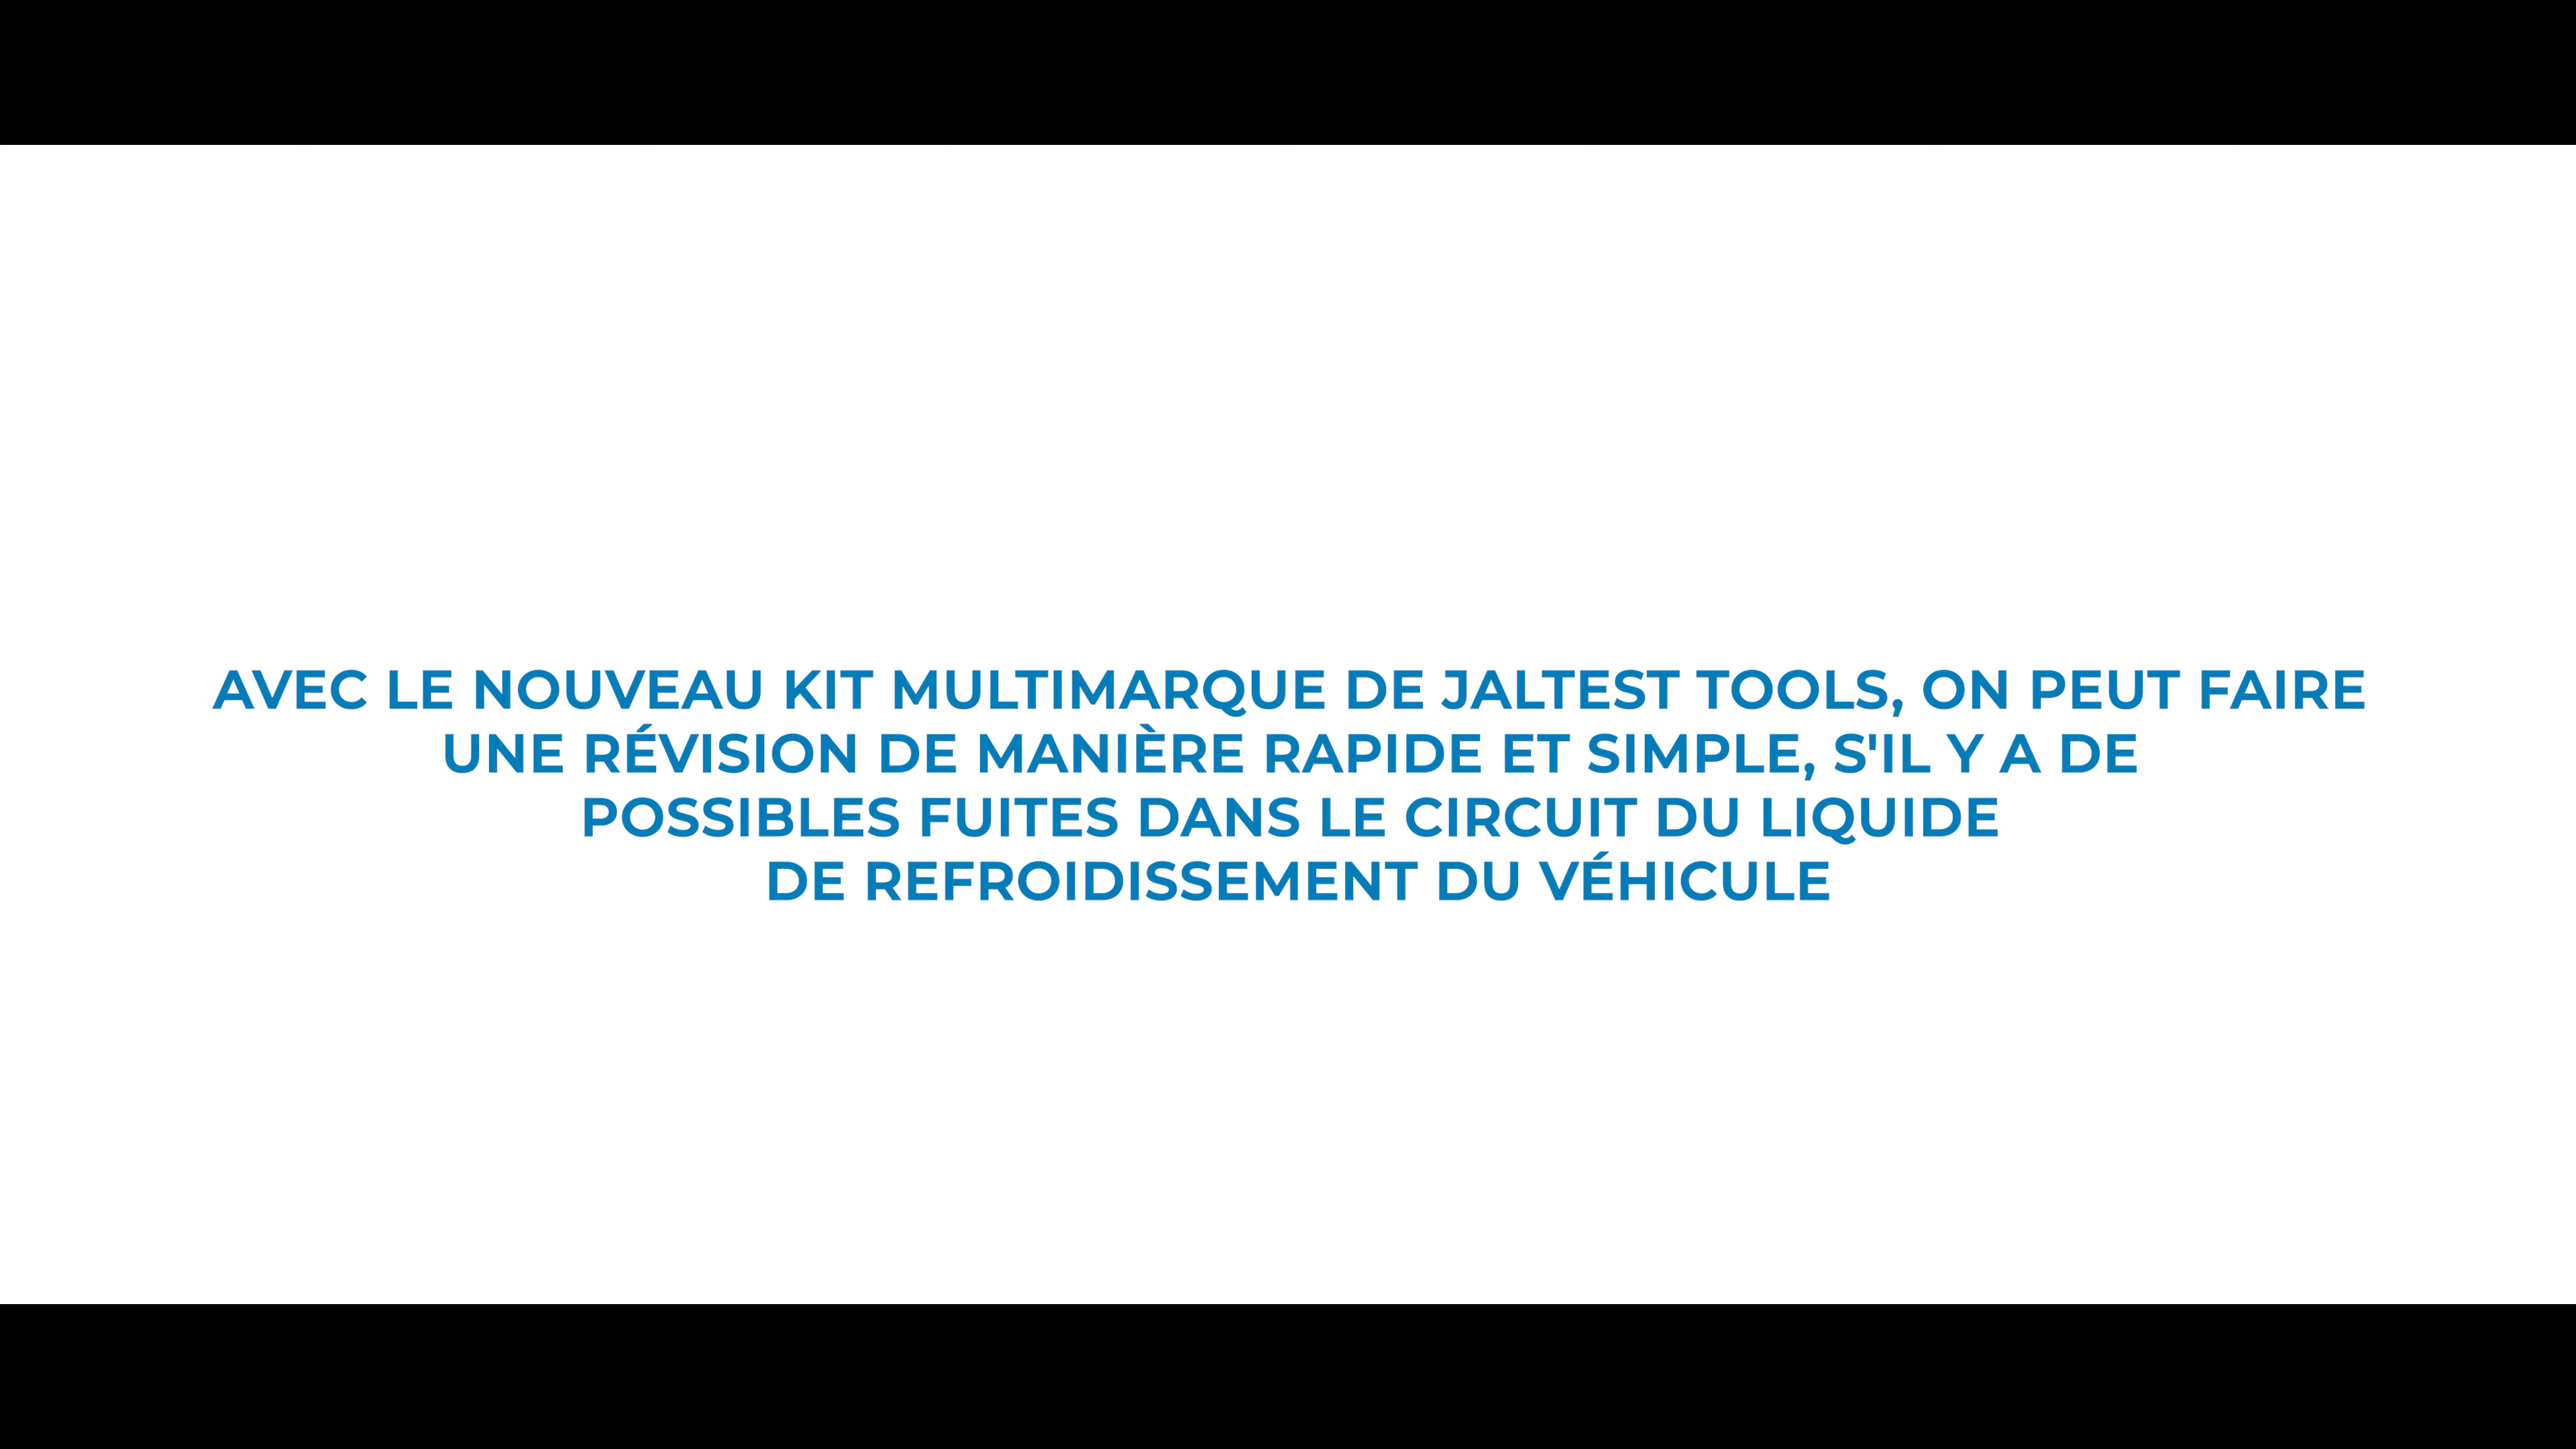 AVEC LE NOUVEAU KIT MULTIMARQUE DE JALTEST TOOLS, ON PEUT FAIRE
UNE RÉVISION DE MANIÈRE RAPIDE ET SIMPLE, S'IL Y A DE
POSSIBLES FUITES DANS LE CIRCUIT DU LIQUIDE
DE REFROIDISSEMENT DU VÉHICULE